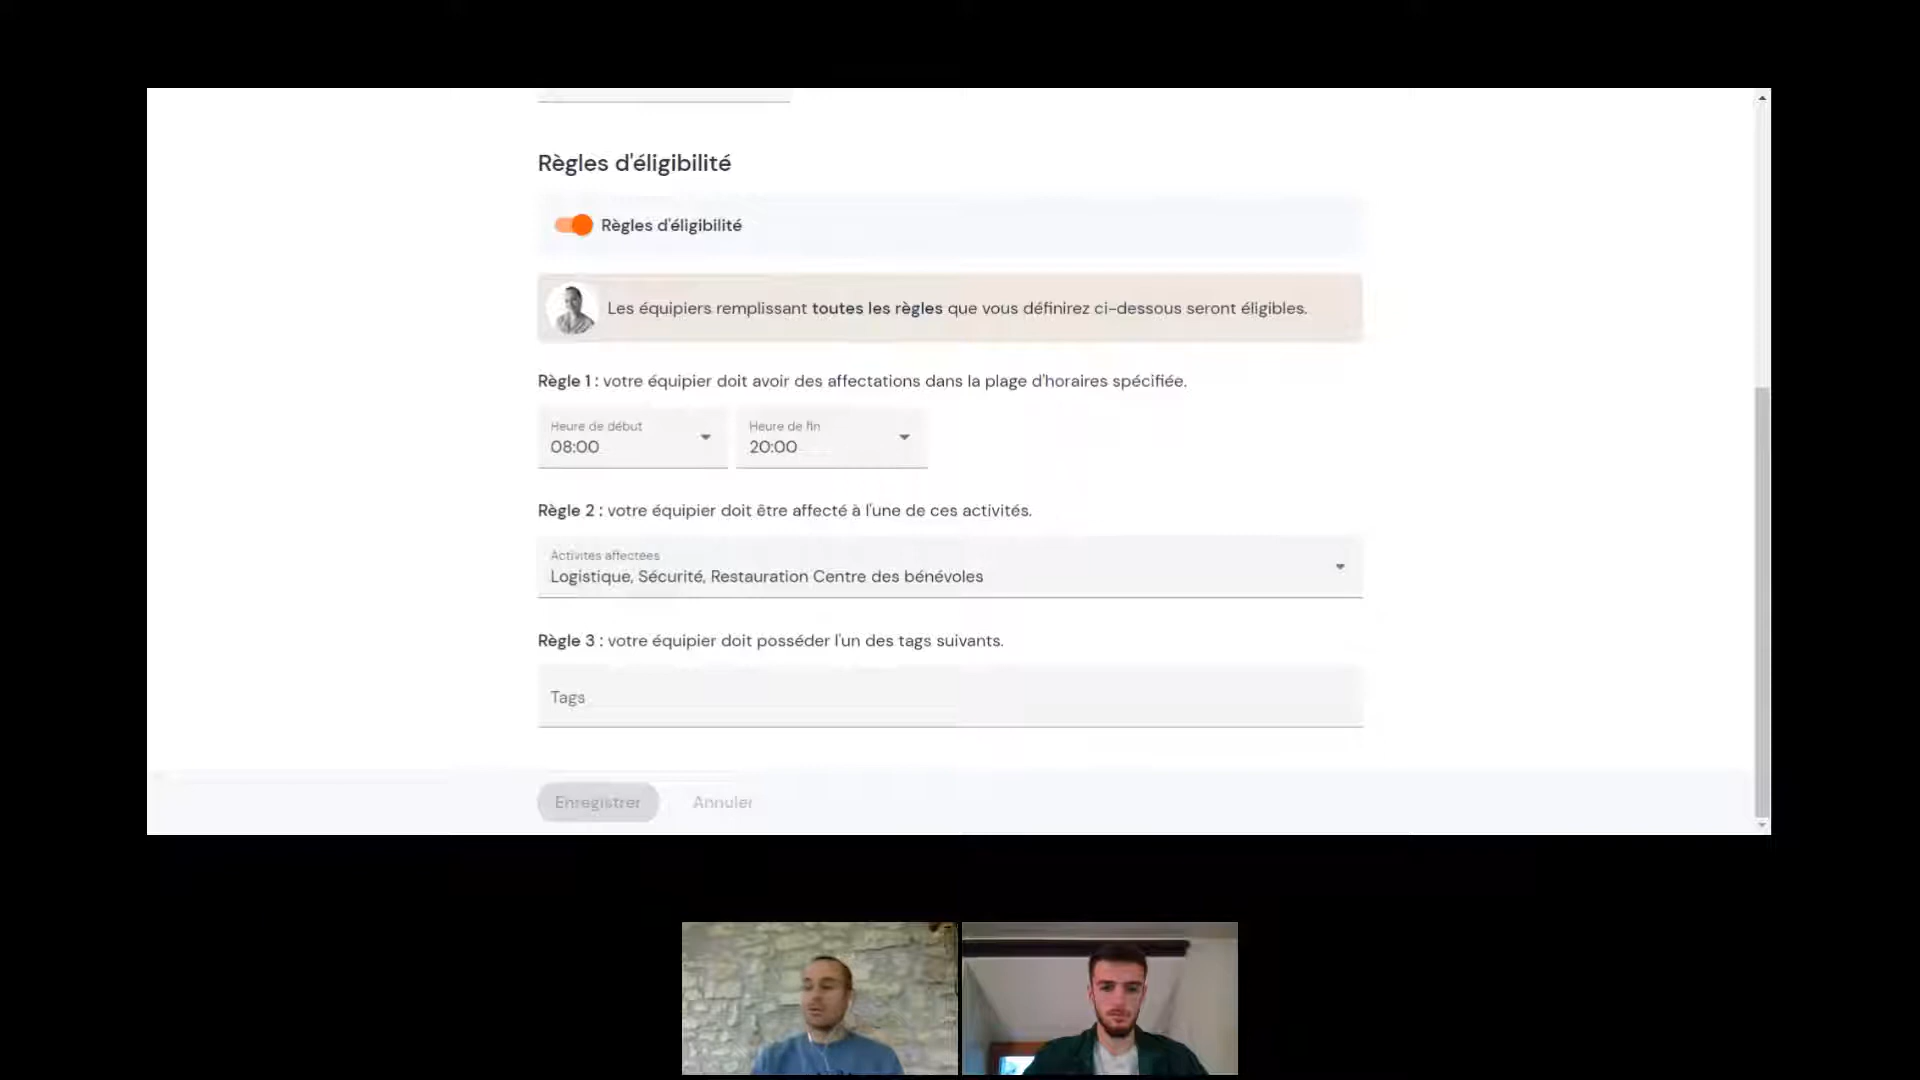 Règles d'éligibilité
Règles d'éligibilité
Les équipiers remplissant toutes les règles que vous définirez ci-dessous seront éligibles.
Règle 1 : votre équipier doit avoir des affectations dans la plage d'horaires spécifiée.
Heure de début
08:00
Heure de fin
20:00
Règle 2 : votre équipier doit être affecté à l'une de ces activités.
Activités affectées
Logistique, Sécurité, Restauration Centre des bénévoles
Règle 3 : votre équipier doit posséder l'un des tags suivants.
Tags
Enregistrer
Annuler